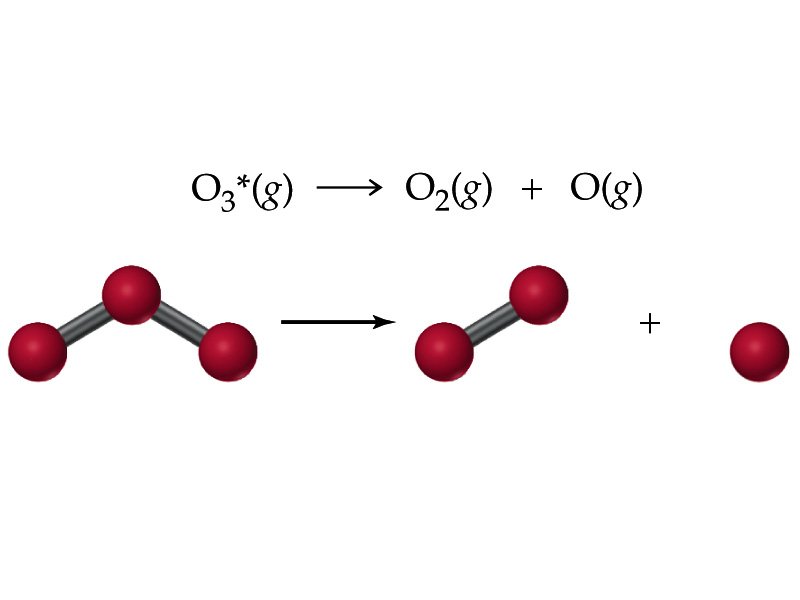 O₃*(g) ⟶ O₂(g) + O(g)
+